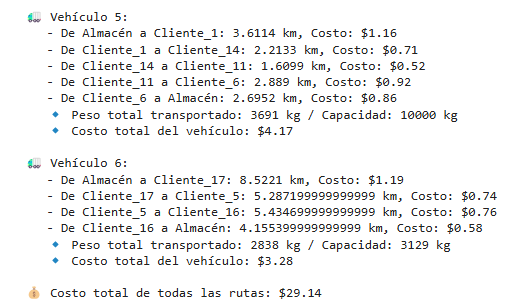 🚛 Vehículo 5:
- De Almacén a Cliente_1: 3.6114 km, Costo: $1.16
- De Cliente_1 a Cliente_14: 2.2133 km, Costo: $0.71
- De Cliente_14 a Cliente_11: 1.6099 km, Costo: $0.52
- De Cliente_11 a Cliente_6: 2.889 km, Costo: $0.92
- De Cliente_6 a Almacén: 2.6952 km, Costo: $0.86
🔹 Peso total transportado: 3691 kg / Capacidad: 10000 kg
🔹 Costo total del vehículo: $4.17
🚛 Vehículo 6:
- De Almacén a Cliente_17: 8.5221 km, Costo: $1.19
- De Cliente_17 a Cliente_5: 5.287199999999999 km, Costo: $0.74
- De Cliente_5 a Cliente_16: 5.434699999999999 km, Costo: $0.76
- De Cliente_16 a Almacén: 4.155399999999999 km, Costo: $0.58
🔹 Peso total transportado: 2838 kg / Capacidad: 3129 kg
🔹 Costo total del vehículo: $3.28
💰 Costo total de todas las rutas: $29.14